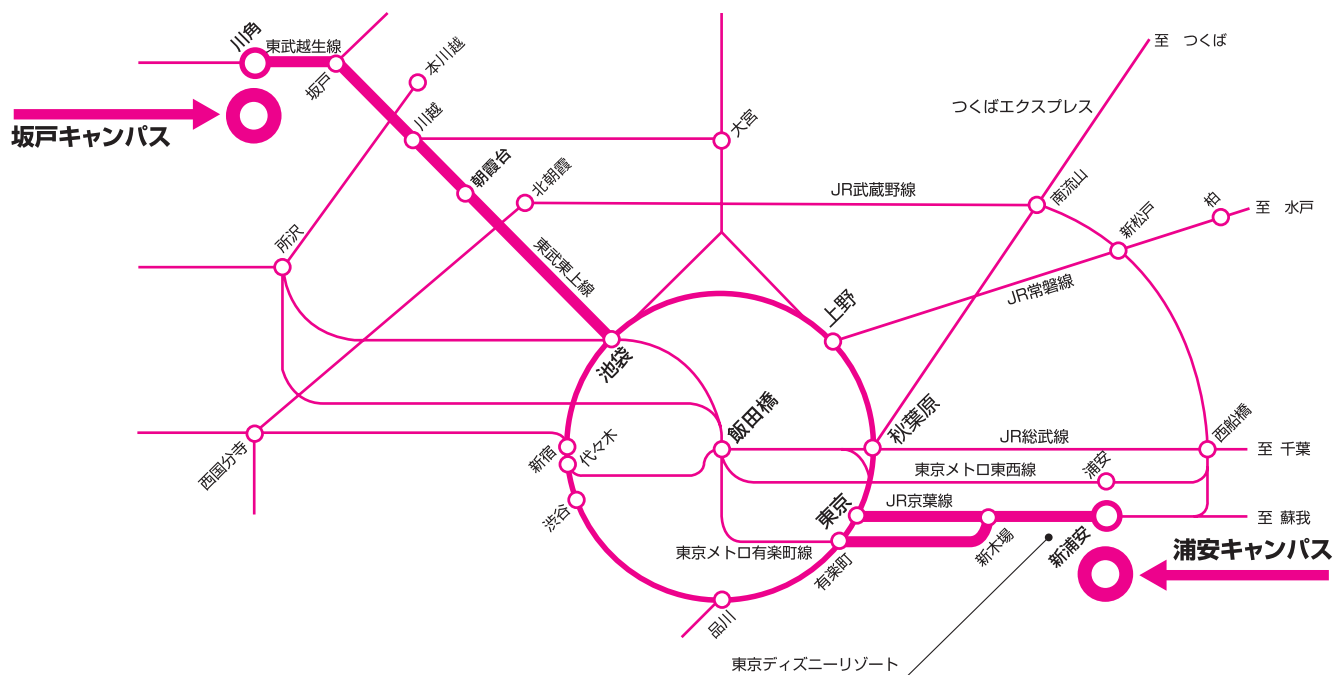 川角
東武越生線
坂戸
本川越
至 つくば
つくばエクスプレス
坂戸キャンパス
川越
大宮
朝霞台
北朝霞
JR武蔵野線
南流山
柏
至 水戸
新松戸
所沢
東武東上線
JR常磐線
上野
池袋
飯田橋
秋葉原
西船橋
JR総武線
至 千葉
新宿
代々木
西国分寺
東京メトロ東西線
浦安
渋谷
東京
JR京葉線
至 蘇我
東京メトロ有楽町線
有楽町
新木場
新浦安
浦安キャンパス
品川
東京ディズニーリゾート